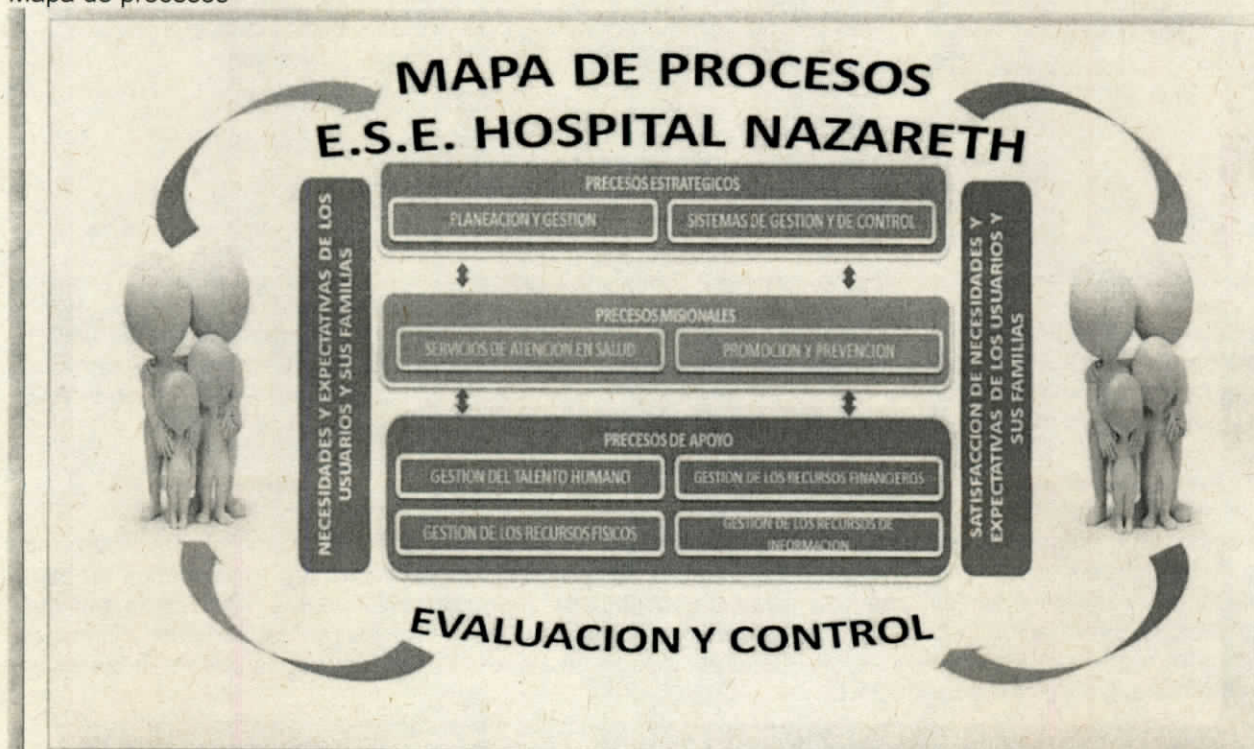 Mapa de procesos
MAPA DE PROCESOS
E.S.E. HOSPITAL NAZARETH
NECESIDADES Y EXPECTATIVAS DE LOS
USUARIOS Y SUS FAMILIAS
PRECESOS ESTRATEGICOS
PLANEACION Y GESTION
SISTEMAS DE GESTION Y DE CONTROL
PRECESOS MISIONALES
SERVICIOS DE ATENCION EN SALUD
PROMOCION Y PREVENCION
PRECESOS DE APOYO
GESTION DEL TALENTO HUMANO
GESTION DE LOS RECURSOS FINANCIEROS
GESTION DE LOS RECURSOS FISICOS
GESTION DE LOS RECURSOS DE
INFORMACION
SATISFACCION DE NECESIDADES Y
EXPECTATIVAS DE LOS USUARIOS Y
SUS FAMILIAS
EVALUACION Y CONTROL